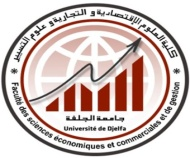 كلية العلوم الإقتصادية و التجارية و علوم التسيير
جامعة الجلفة
Université de Djelfa
Faculté des sciences économiques et commerciales et de gestion